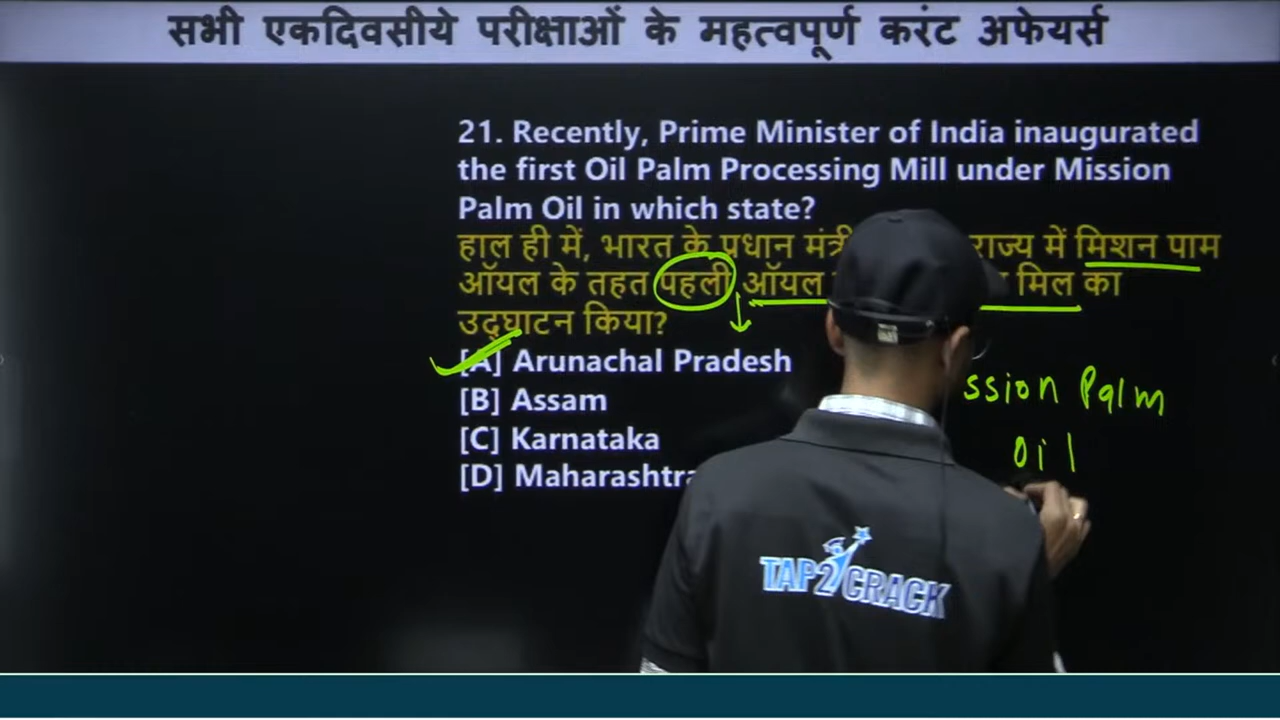 सभी एकदिवसीये परीक्षाओं के महत्वपूर्ण करंट अफेयर्स
21. Recently, Prime Minister of India inaugurated
the first Oil Palm Processing Mill under Mission
Palm Oil in which state?
हाल ही में, भारत के प्रधान मंत्री राज्य में मिशन पाम
ऑयल के तहत पहली ऑयल मिल का
उद्घाटन किया?
[A] Arunachal Pradesh
[B] Assam
[C] Karnataka
[D] Maharashtra
ssion Palm
Oil
TAP2CRACK